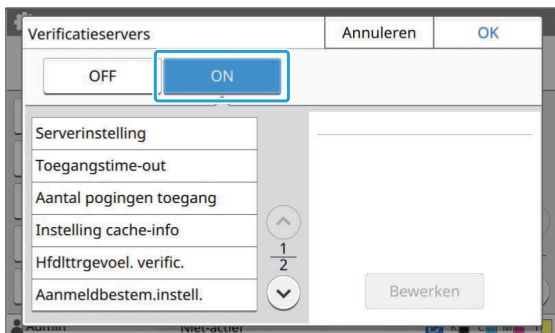 Verificatieservers
Annuleren
OK
OFF
ON
Serverinstelling
Toegangstime-out
Aantal pogingen toegang
Instelling cache-info
Hfdlttrgevoel. verific.
Aanmeldbestem.instell.
1
2
Bewerken
Admin
Niet-actief